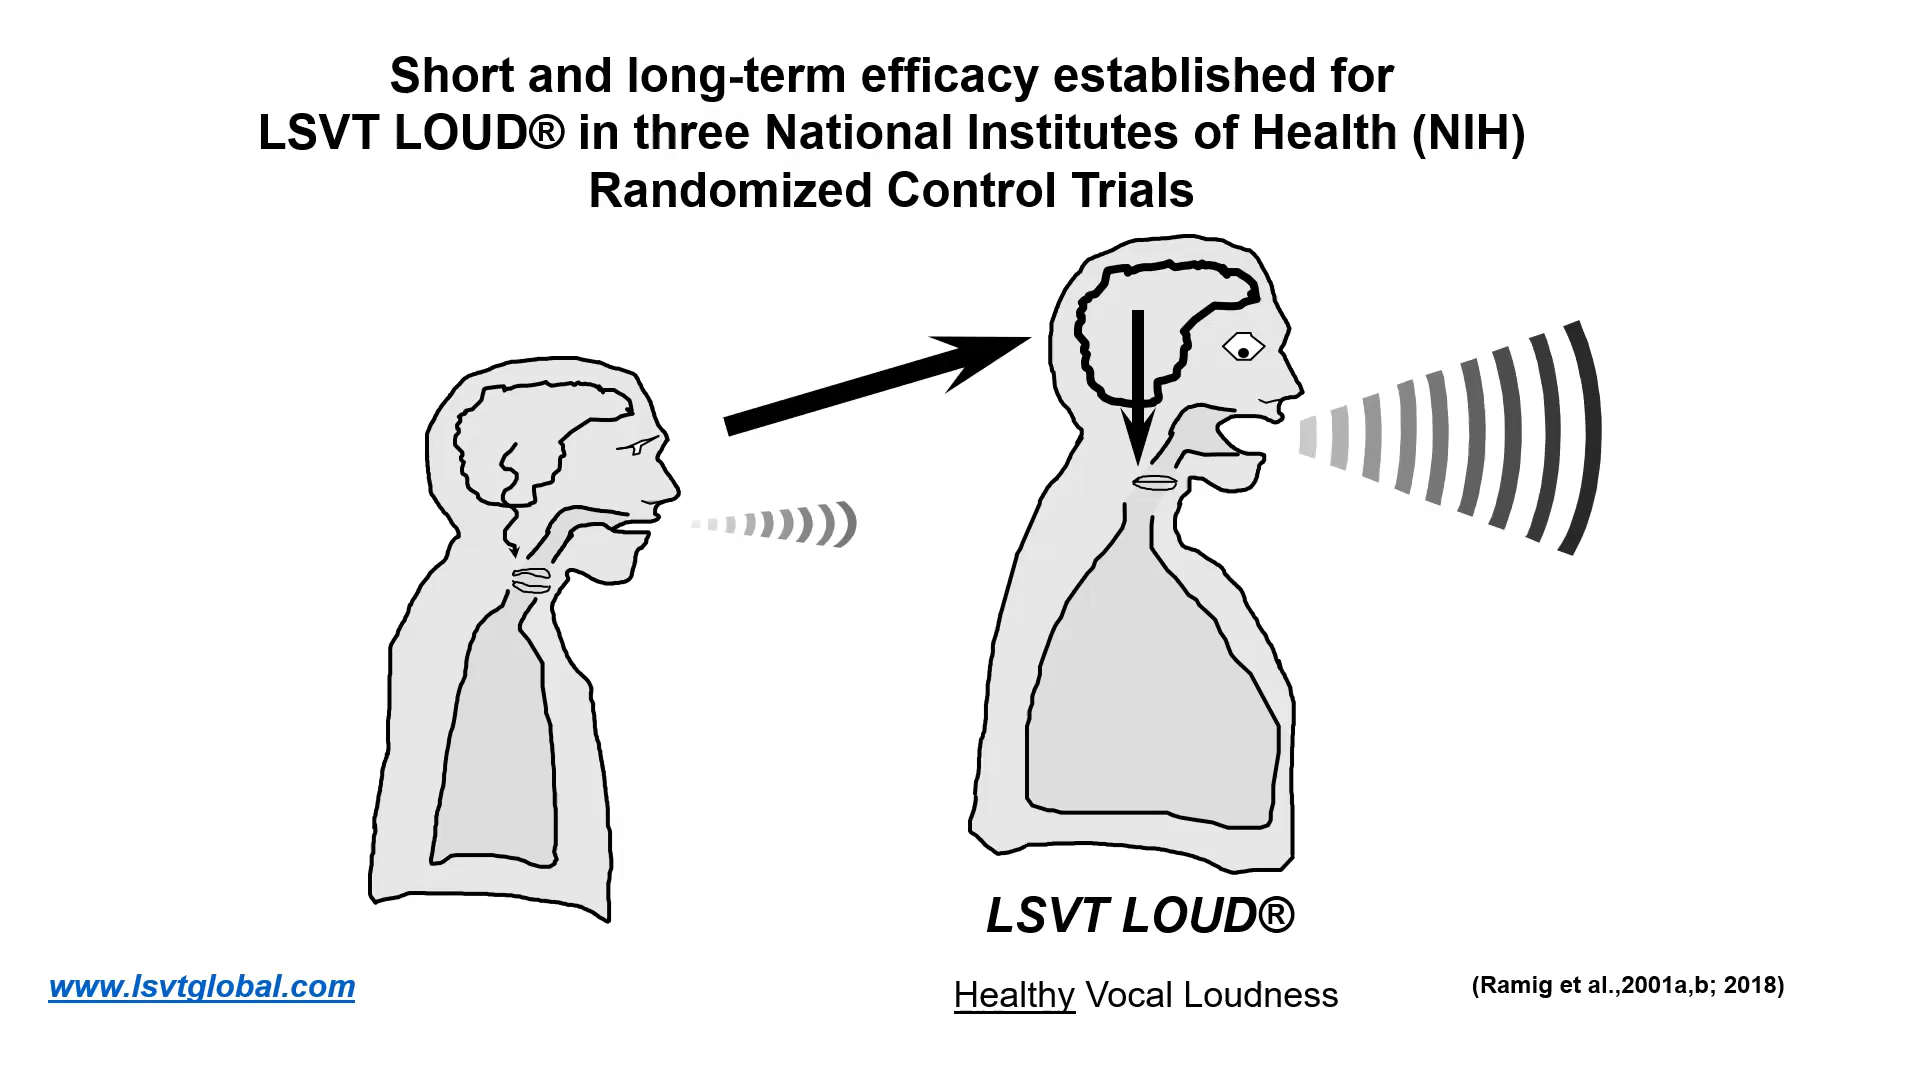 Short and long-term efficacy established for
LSVT LOUD® in three National Institutes of Health (NIH)
Randomized Control Trials
LSVT LOUD®
Healthy Vocal Loudness
www.lsvtglobal.com
(Ramig et al.,2001a,b; 2018)